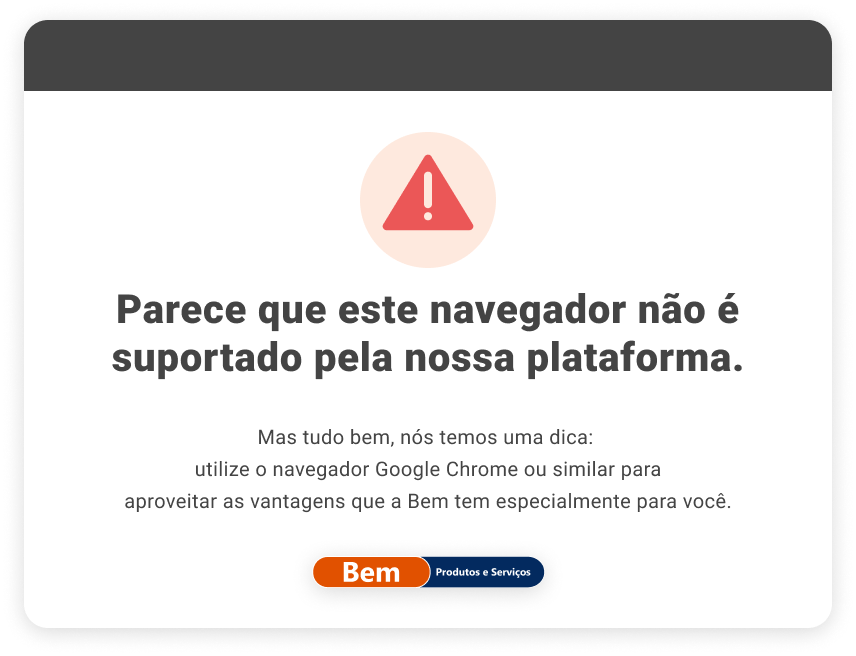 Parece que este navegador não é
suportado pela nossa plataforma.
Mas tudo bem, nós temos uma dica:
utilize o navegador Google Chrome ou similar para
aproveitar as vantagens que a Bem tem especialmente para você.
Bem Produtos e Serviços